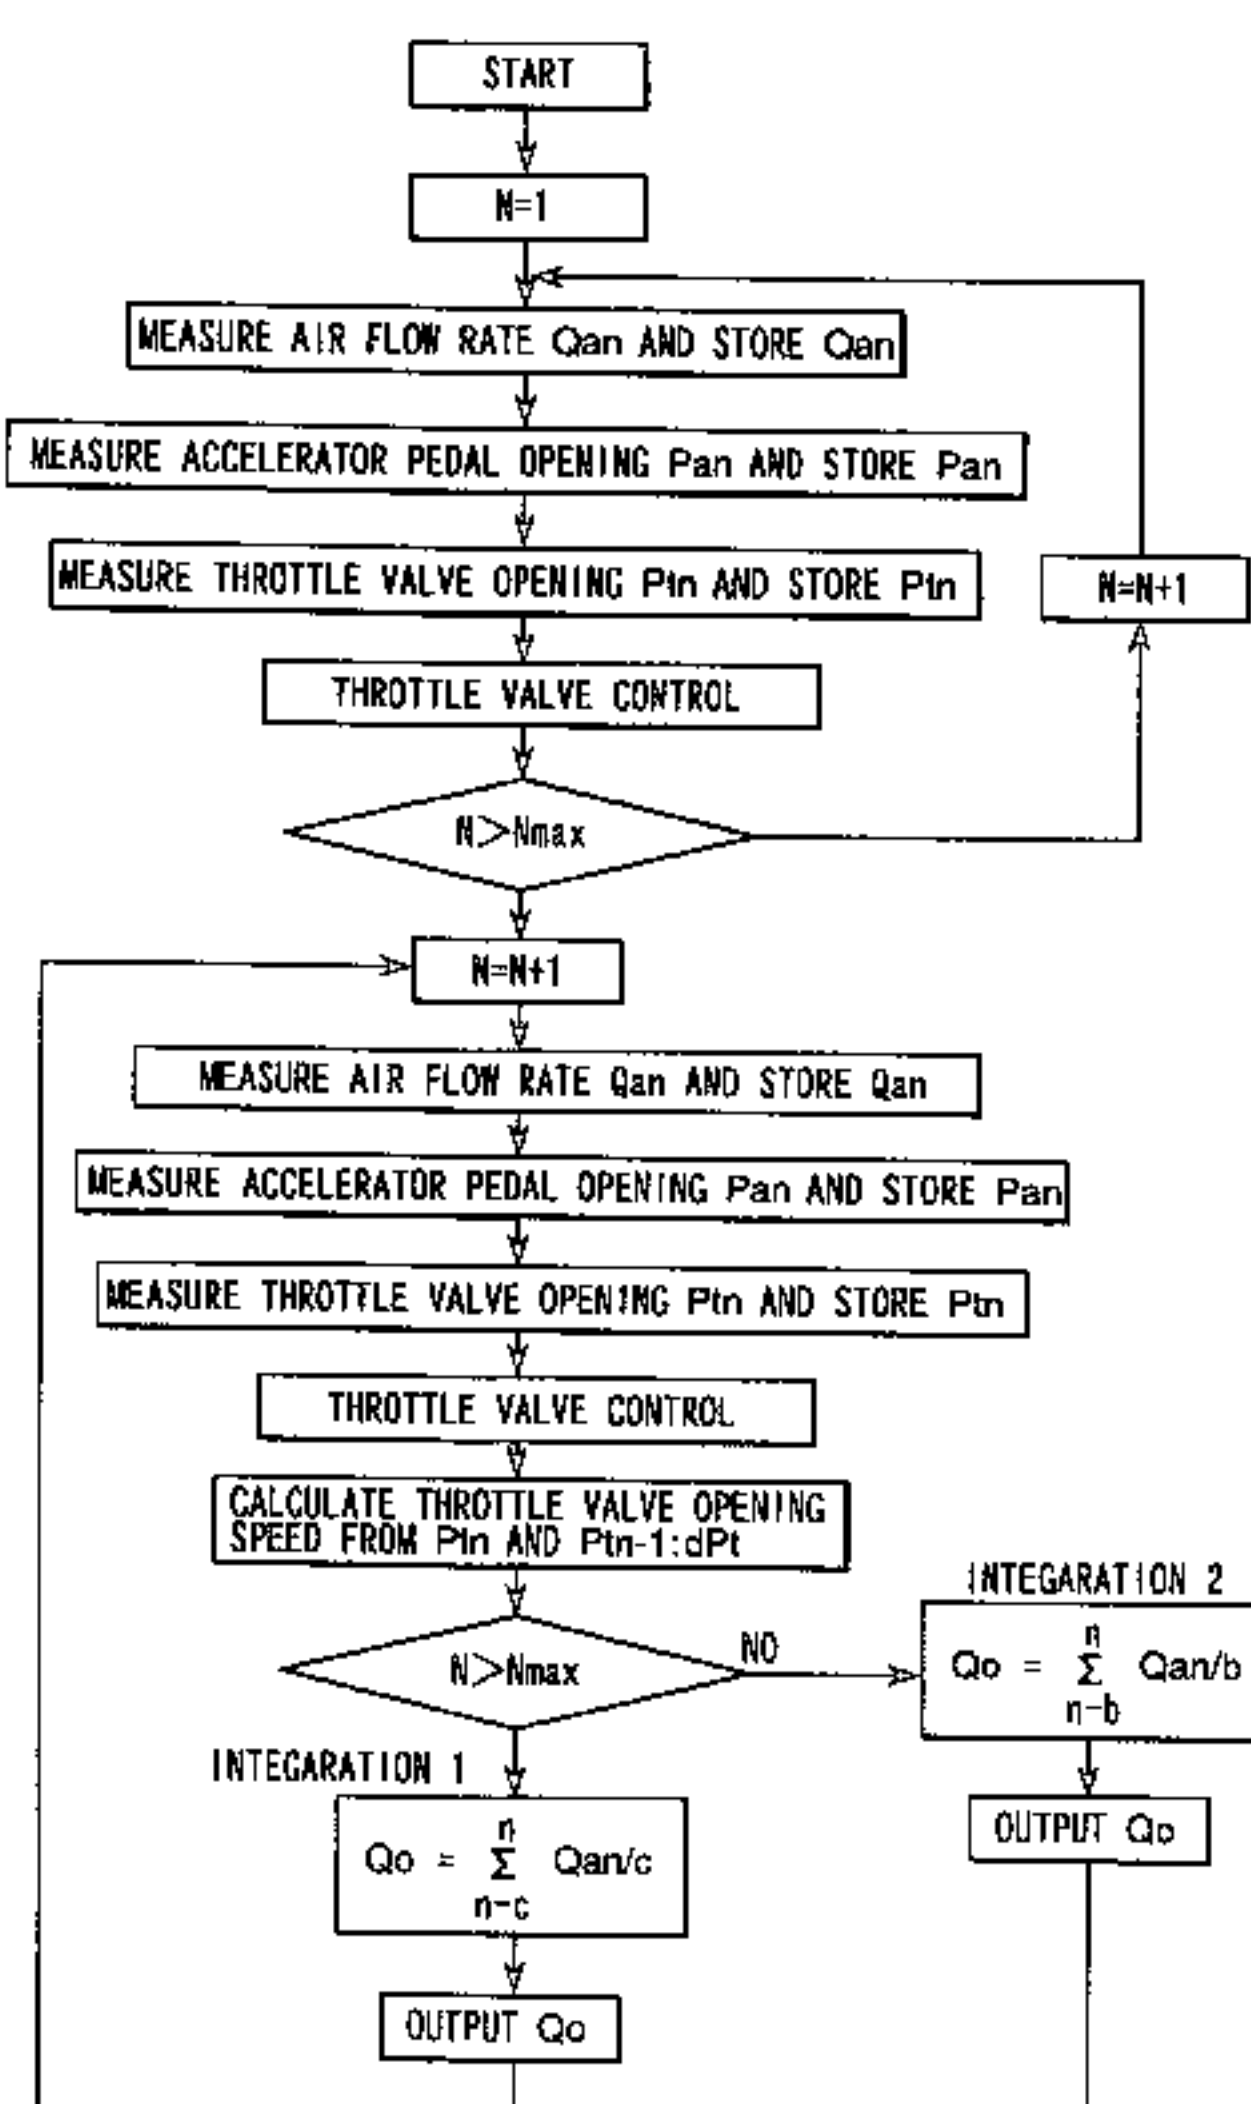 START
N=1
MEASURE AIR FLOW RATE Qan AND STORE Qan
MEASURE ACCELERATOR PEDAL OPENING Pan AND STORE Pan
MEASURE THROTTLE VALVE OPENING Ptn AND STORE Ptn
N=N+1
THROTTLE VALVE CONTROL
N>Nmax
N=N+1
MEASURE AIR FLOW RATE Qan AND STORE Qan
MEASURE ACCELERATOR PEDAL OPENING Pan AND STORE Pan
MEASURE THROTTLE VALVE OPENING Ptn AND STORE Ptn
THROTTLE VALVE CONTROL
CALCULATE THROTTLE VALVE OPENING
SPEED FROM Ptn AND Ptn-1:dPt
N>Nmax
NO
INTEGARATION 2
n
Qo = Σ Qan/b
n-b
OUTPUT Qo
INTEGARATION 1
n
Qo = Σ Qan/c
n-c
OUTPUT Qo